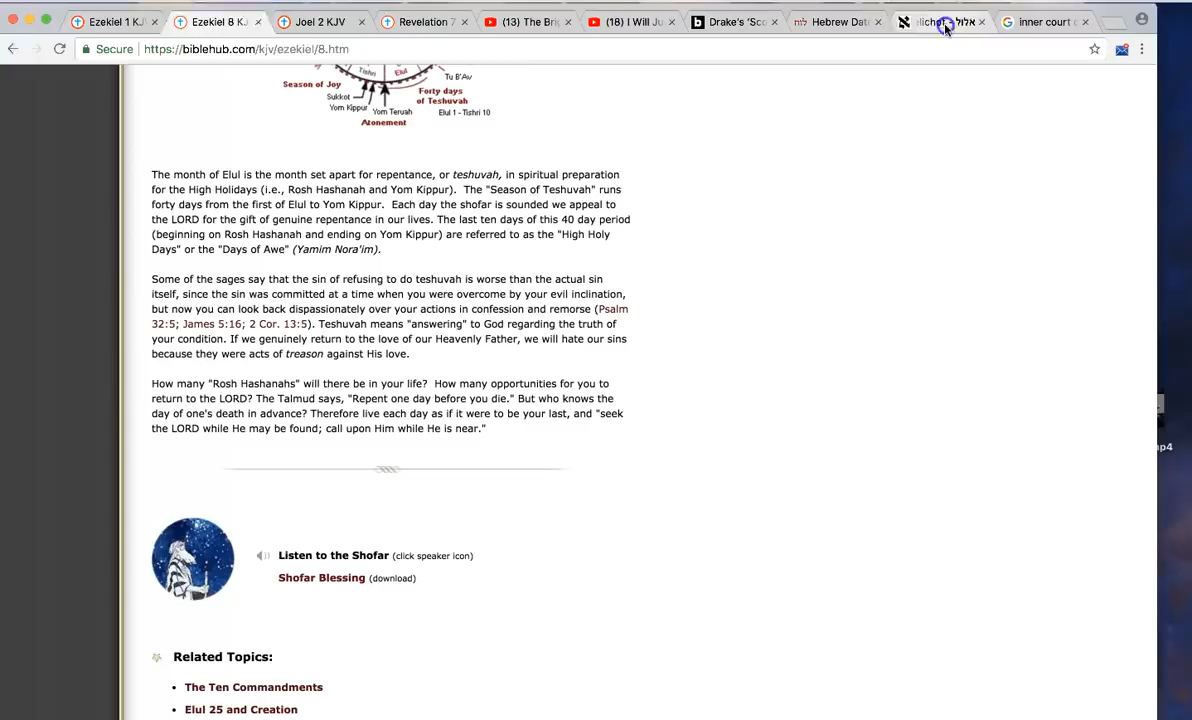 Ezekiel 1 KJ
Ezekiel 8 KJ
Joel 2 KJV
Revelation 7
(13) The Brig
(18) I Will Ju
Drake's 'Sco
Hebrew Date
אלול
inner court o
Secure
https://biblehub.com/kjv/ezekiel/8.htm
Tishri
Elul
Tu B'Av
Season of Joy
Forty days
of Teshuvah
Sukkot
Yom Kippur
Yom Teruah
Elul 1 - Tishri 10
Atonement
The month of Elul is the month set apart for repentance, or teshuvah, in spiritual preparation
for the High Holidays (i.e., Rosh Hashanah and Yom Kippur). The "Season of Teshuvah" runs
forty days from the first of Elul to Yom Kippur. Each day the shofar is sounded we appeal to
the LORD for the gift of genuine repentance in our lives. The last ten days of this 40 day period
(beginning on Rosh Hashanah and ending on Yom Kippur) are referred to as the "High Holy
Days" or the "Days of Awe" (Yamim Nora'im).
Some of the sages say that the sin of refusing to do teshuvah is worse than the actual sin
itself, since the sin was committed at a time when you were overcome by your evil inclination,
but now you can look back dispassionately over your actions in confession and remorse (Psalm
32:5; James 5:16; 2 Cor. 13:5). Teshuvah means "answering" to God regarding the truth of
your condition. If we genuinely return to the love of our Heavenly Father, we will hate our sins
because they were acts of treason against His love.
How many "Rosh Hashanahs" will there be in your life? How many opportunities for you to
return to the LORD? The Talmud says, "Repent one day before you die." But who knows the
day of one's death in advance? Therefore live each day as if it were to be your last, and "seek
the LORD while He may be found; call upon Him while He is near."
Listen to the Shofar (click speaker icon)
Shofar Blessing (download)
Related Topics:
• The Ten Commandments
• Elul 25 and Creation
mp4